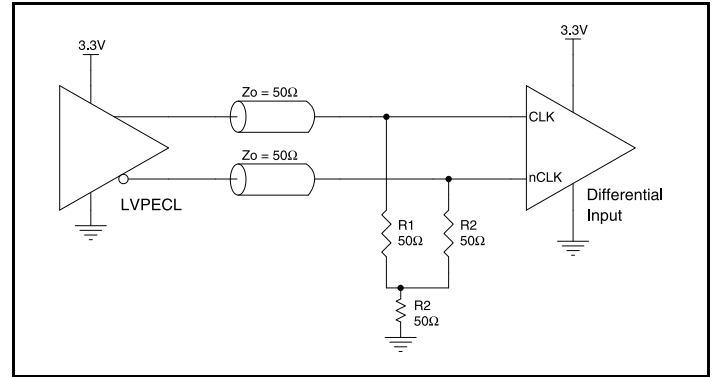 3.3V
3.3V
Zo = 50Ω
CLK
Zo = 50Ω
nCLK
LVPECL
Differential
Input
R1
50Ω
R2
50Ω
R2
50Ω